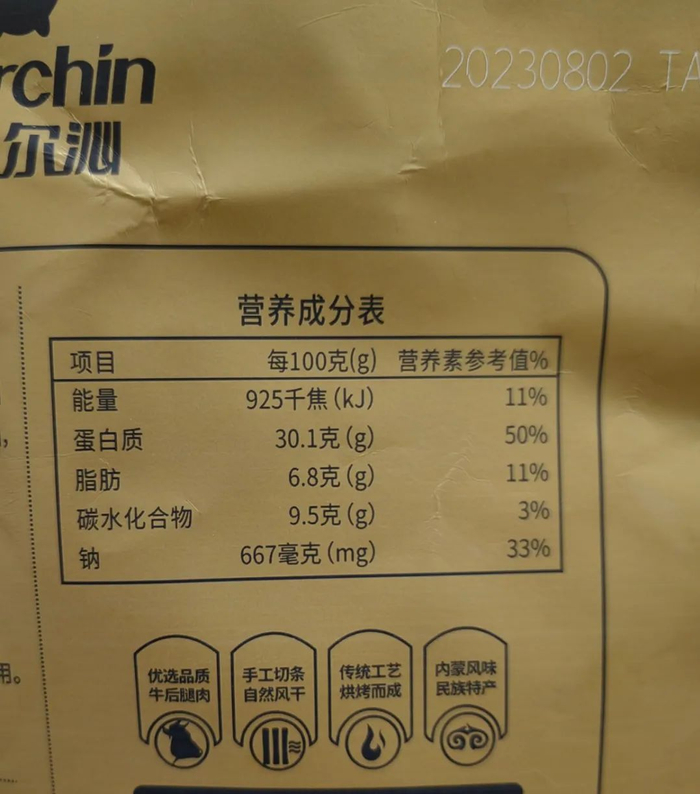 rchin
尔沁
20230802 TA
营养成分表
项目 每100克(g) 营养素参考值%
能量 925千焦(kJ) 11%
蛋白质 30.1克(g) 50%
脂肪 6.8克(g) 11%
碳水化合物 9.5克(g) 3%
钠 667毫克(mg) 33%
优选品质
牛后腿肉
手工切条
自然风干
传统工艺
烘烤而成
内蒙风味
民族特产
用。